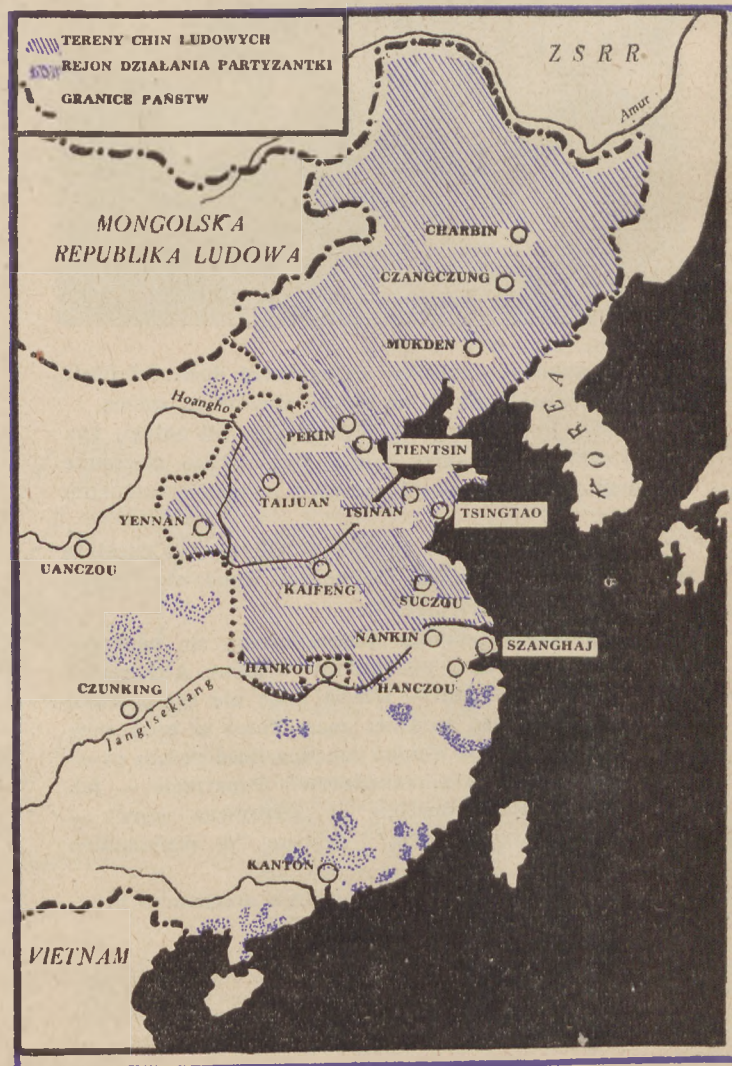 TERENY CHIN LUDOWYCH
REJON DZIAŁANIA PARTYZANTKI
GRANICE PAŃSTW
Z S R R
Amur
MONGOLSKA
REPUBLIKA LUDOWA
CHARBIN
CZANGCZUNG
MUKDEN
Hoangho
KOREA
PEKIN
TIENTSIN
TAIJUAN
TSINAN
TSINGTAO
YENNAN
UANCZOU
KAIFENG
SUCZOU
NANKIN
SZANGHAJ
HANKOU
HANCZOU
CZUNKING
Jangtsekiang
KANTON
VIETNAM